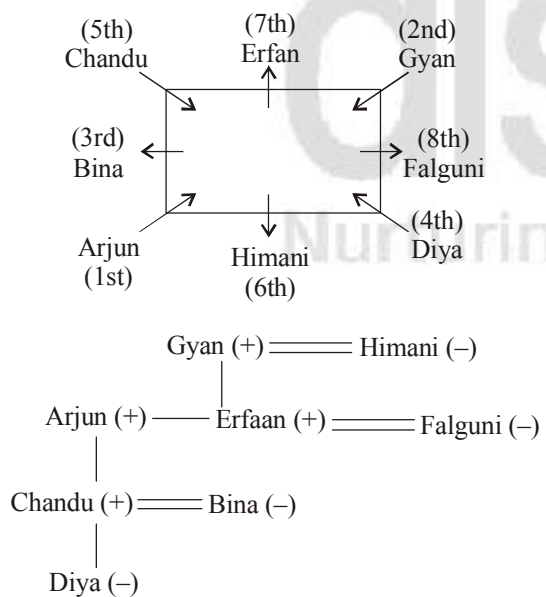 (5th) (7th) (2nd)
Chandu Erfan Gyan
(3rd) (8th)
Bina Falguni
Arjun Himani Diya
(1st) (6th) (4th)
Nurturin
Gyan (+) Himani (–)
Arjun (+) Erfaan (+) Falguni (–)
Chandu (+) Bina (–)
Diya (–)